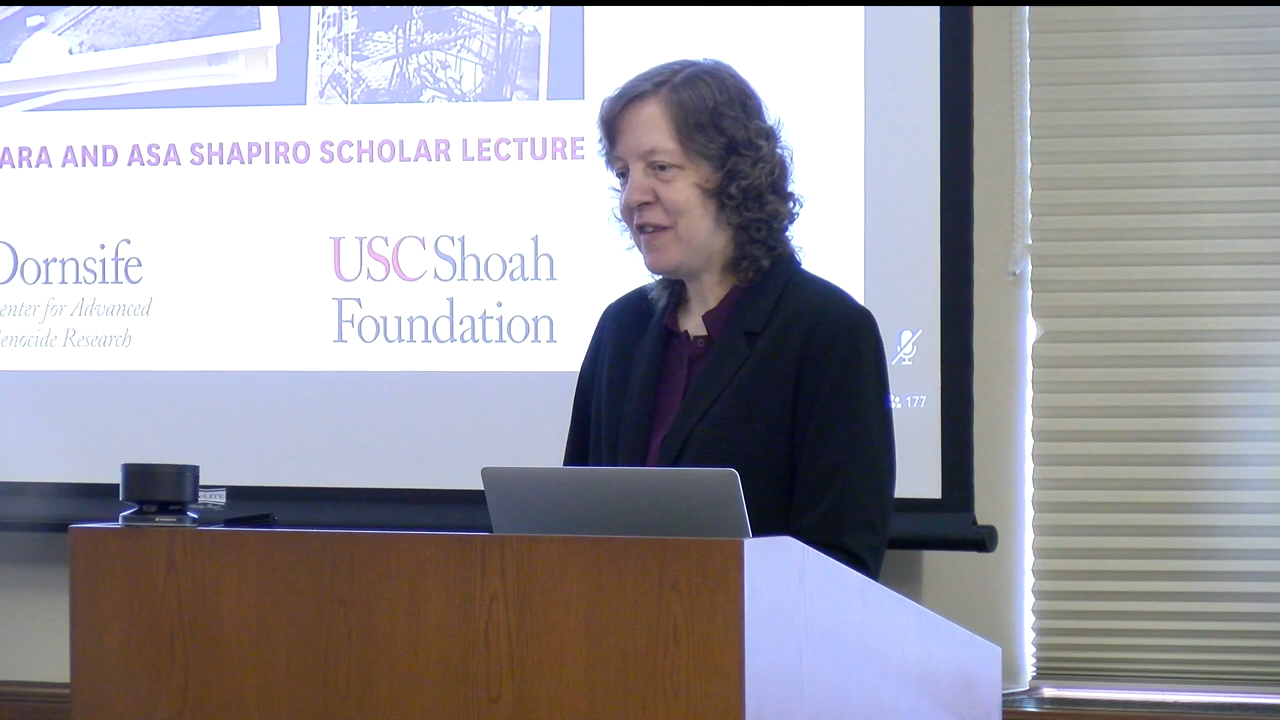 ARA AND ASA SHAPIRO SCHOLAR LECTURE
Dornsife
enter for Advanced
enocide Research
USC Shoah
Foundation
177